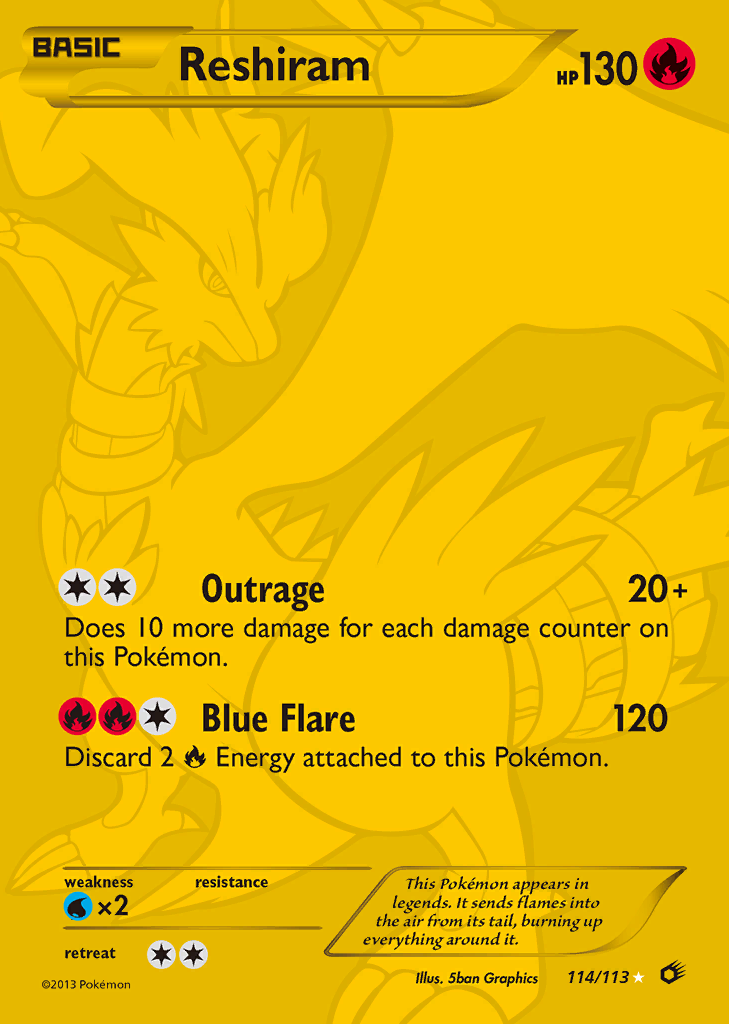 BASIC
Reshiram
HP130
Outrage 20+
Does 10 more damage for each damage counter on
this Pokémon.
Blue Flare 120
Discard 2 Energy attached to this Pokémon.
weakness resistance
×2
retreat
This Pokémon appears in
legends. It sends flames into
the air from its tail, burning up
everything around it.
©2013 Pokémon
Illus. 5ban Graphics 114/113 ★